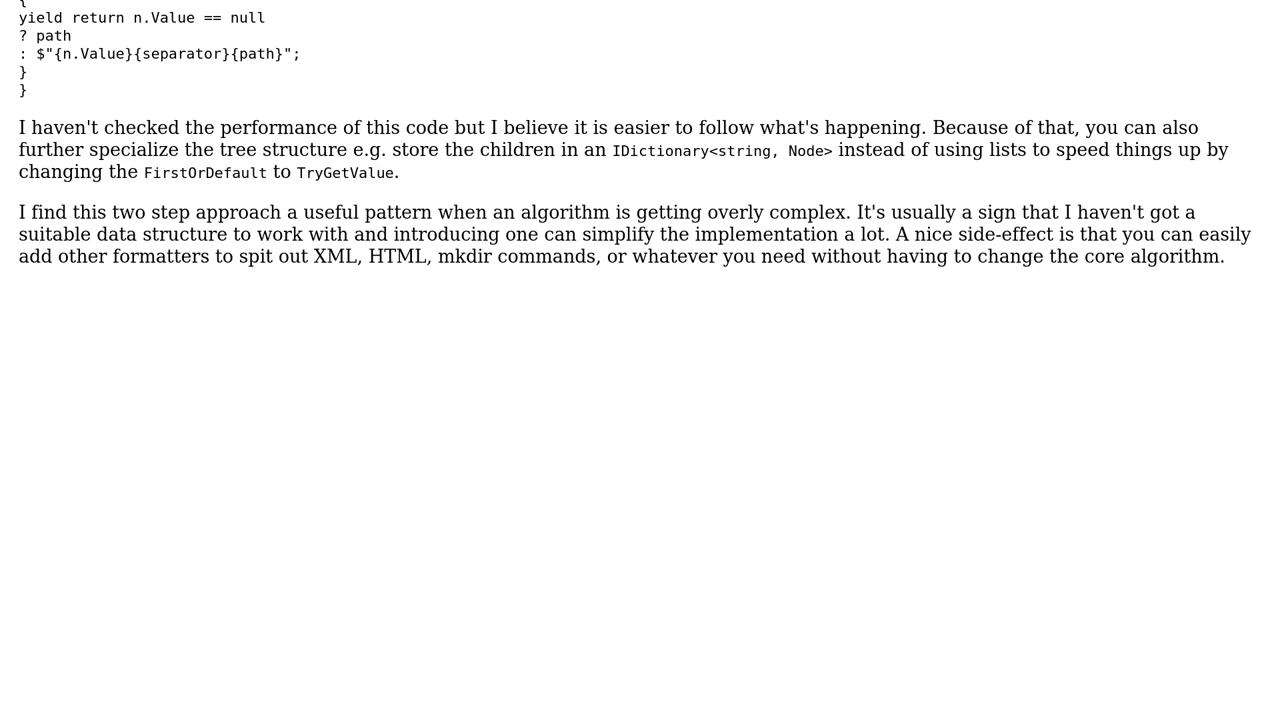 {
yield return n.Value == null
? path
: $"{n.Value}{separator}{path}";
}
}
I haven't checked the performance of this code but I believe it is easier to follow what's happening. Because of that, you can also
further specialize the tree structure e.g. store the children in an IDictionary<string, Node> instead of using lists to speed things up by
changing the FirstOrDefault to TryGetValue.
I find this two step approach a useful pattern when an algorithm is getting overly complex. It's usually a sign that I haven't got a
suitable data structure to work with and introducing one can simplify the implementation a lot. A nice side-effect is that you can easily
add other formatters to spit out XML, HTML, mkdir commands, or whatever you need without having to change the core algorithm.